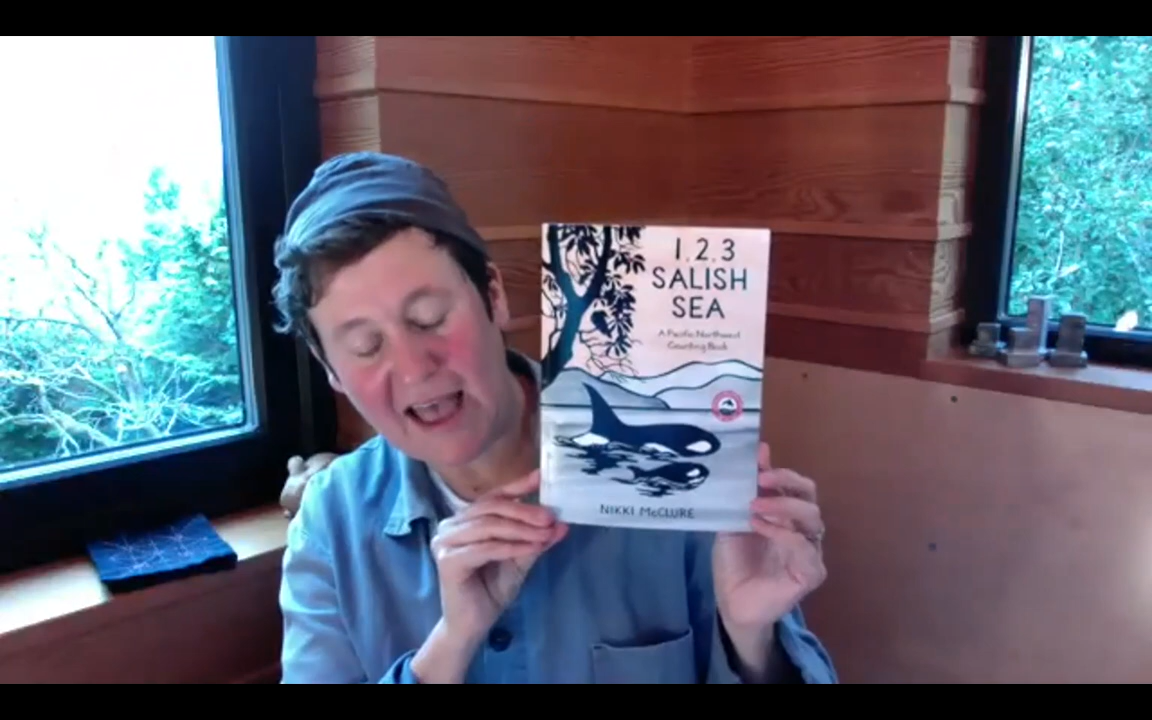 1, 2, 3
SALISH
SEA
A Pacific Northwest
Counting Book
NIKKI McCLURE